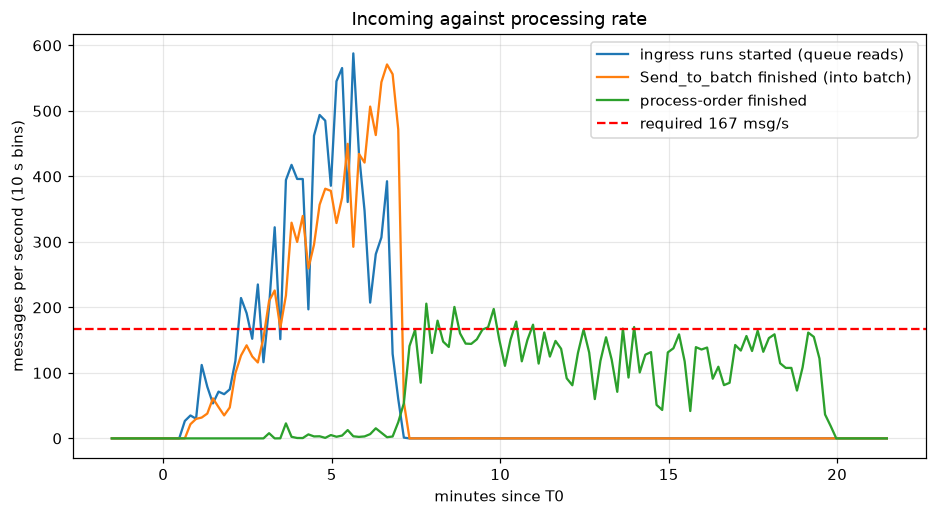 Incoming against processing rate
ingress runs started (queue reads)
Send_to_batch finished (into batch)
process-order finished
required 167 msg/s
messages per second (10 s bins)
600
500
400
300
200
100
0
0 5 10 15 20
minutes since T0